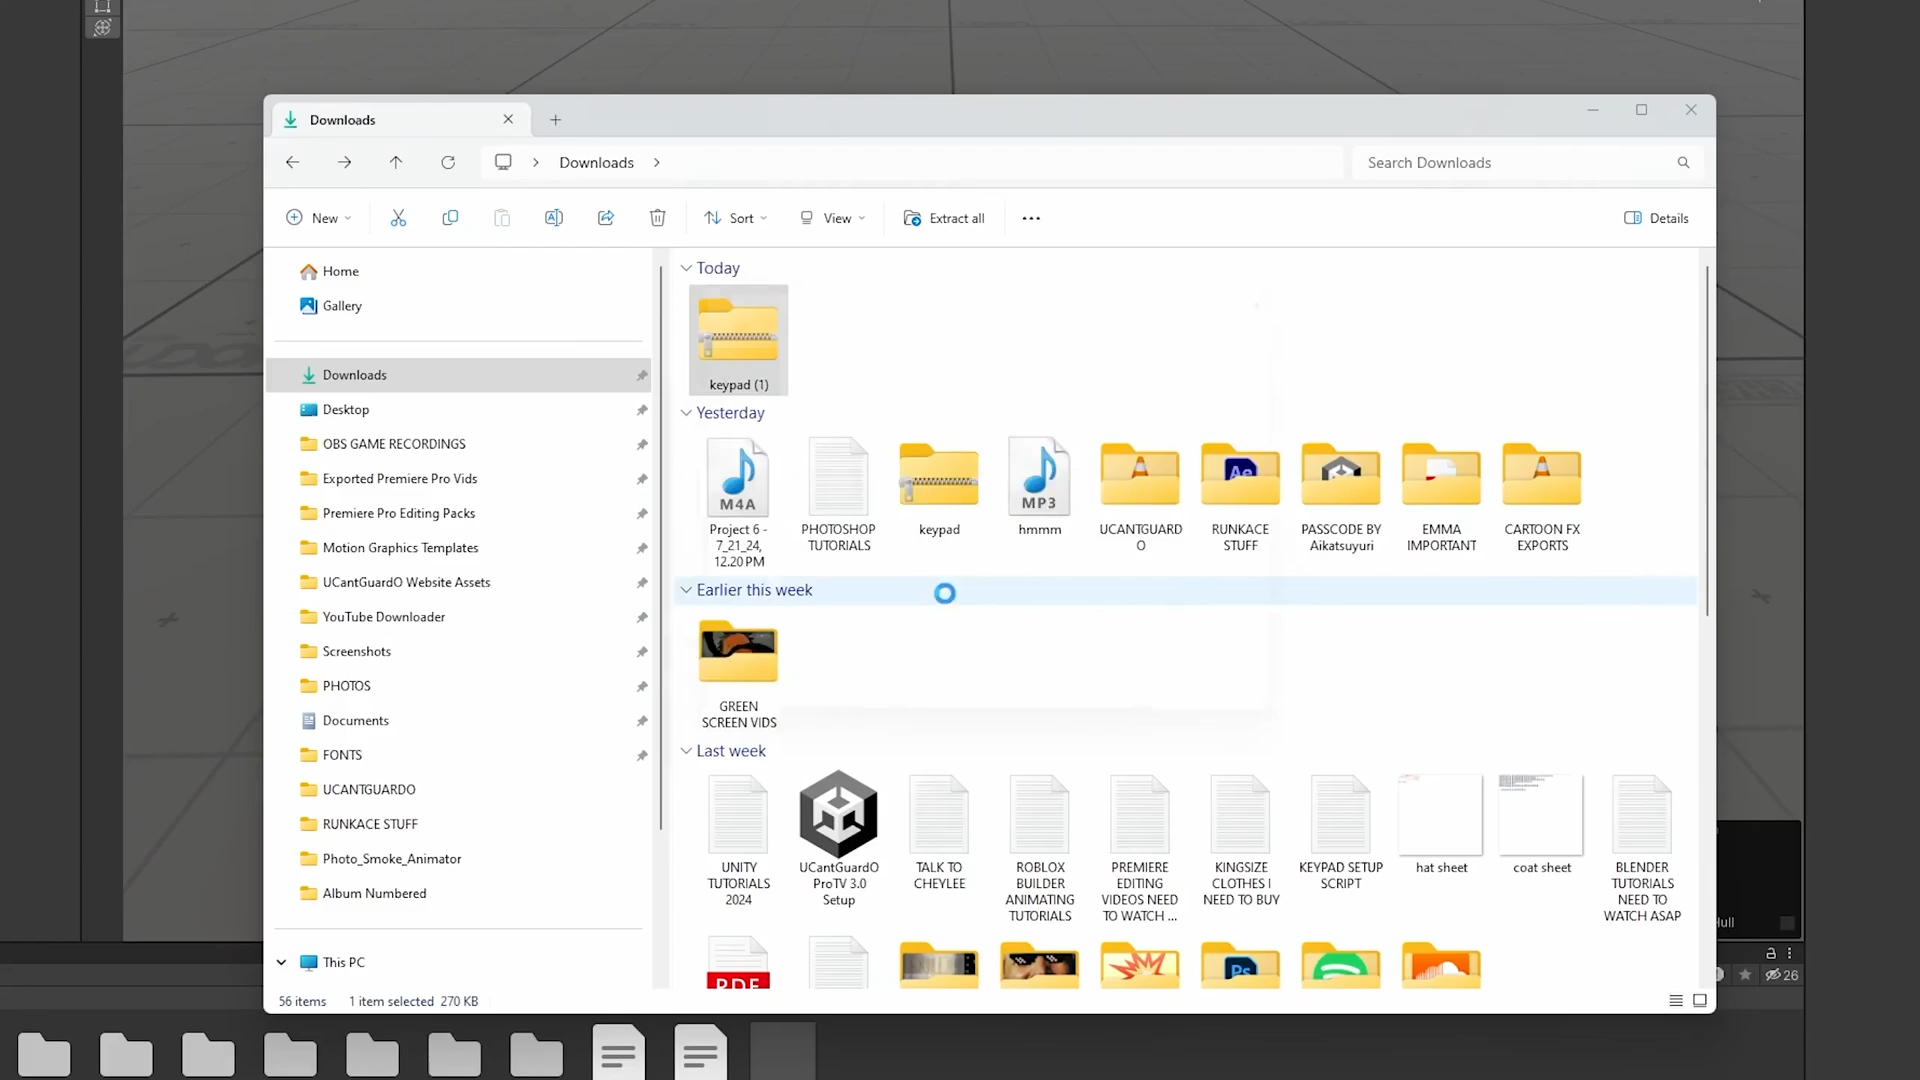 Downloads
Downloads
Search Downloads
New
Sort
View
Extract all
Details
Home
Gallery
Downloads
Desktop
OBS GAME RECORDINGS
Exported Premiere Pro Vids
Premiere Pro Editing Packs
Motion Graphics Templates
UCantGuardO Website Assets
YouTube Downloader
Screenshots
PHOTOS
Documents
FONTS
UCANTGUARDO
RUNKACE STUFF
Photo_Smoke_Animator
Album Numbered
This PC
Today
keypad (1)
Yesterday
M4A
Project 6 -
7_21_24,
12.20 PM
PHOTOSHOP
TUTORIALS
keypad
MP3
hmmm
UCANTGUARD
O
Ae
RUNKACE
STUFF
PASSCODE BY
Aikatsuyuri
EMMA
IMPORTANT
CARTOON FX
EXPORTS
Earlier this week
GREEN
SCREEN VIDS
Last week
UNITY
TUTORIALS
2024
UCantGuardO
ProTV 3.0
Setup
TALK TO
CHEYLEE
ROBLOX
BUILDER
ANIMATING
TUTORIALS
PREMIERE
EDITING
VIDEOS NEED
TO WATCH ...
KINGSIZE
CLOTHES I
NEED TO BUY
KEYPAD SETUP
SCRIPT
hat sheet
coat sheet
BLENDER
TUTORIALS
NEED TO
WATCH ASAP
PDF
Ps
56 items
1 item selected 270 KB
26